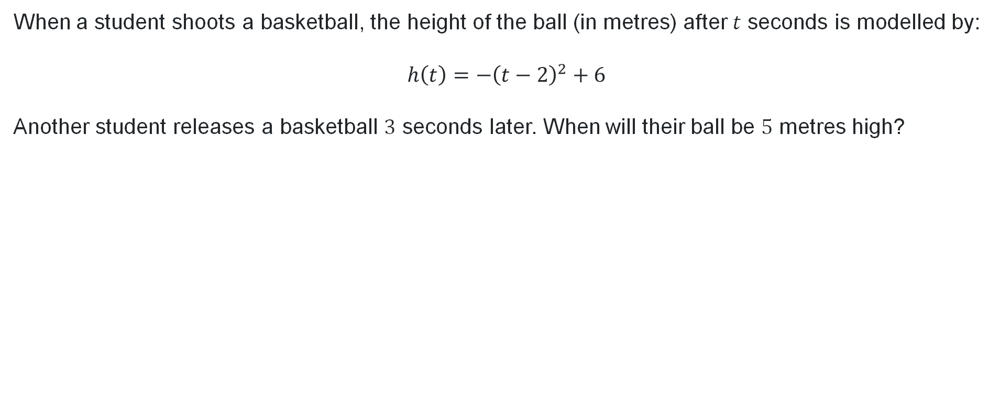 When a student shoots a basketball, the height of the ball (in metres) after t seconds is modelled by:
h(t) = −(t − 2)² + 6
Another student releases a basketball 3 seconds later. When will their ball be 5 metres high?